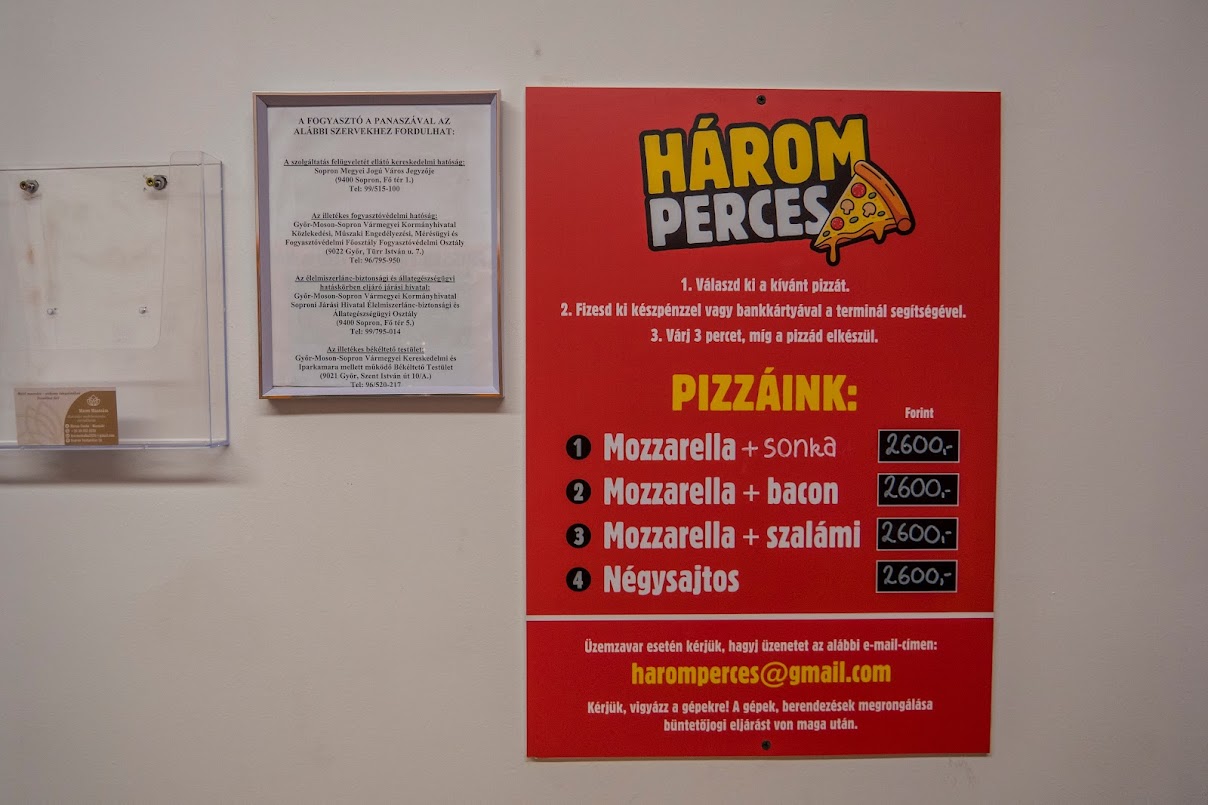 A FOGYASZTÓ A PANASZÁVAL AZ
ALÁBBI SZERVEKHEZ FORDULHAT:
A szolgáltatás felügyeletét ellátó kereskedelmi hatóság:
Sopron Megyei Jogú Város Jegyzője
(9400 Sopron, Fő tér 1.)
Tel: 99/515-100
Az illetékes fogyasztóvédelmi hatóság:
Győr-Moson-Sopron Vármegyei Kormányhivatal
Közlekedési, Műszaki Engedélyezési, Mérésügyi és
Fogyasztóvédelmi Főosztály Fogyasztóvédelmi Osztály
(9022 Győr, Türr István u. 7.)
Tel: 96/795-950
Az élelmiszerlánc-biztonsági és állategészségügyi
hatáskörben eljáró járási hivatal:
Győr-Moson-Sopron Vármegyei Kormányhivatal
Soproni Járási Hivatal Élelmiszerlánc-biztonsági és
Állategészségügyi Osztály
(9400 Sopron, Fő tér 5.)
Tel: 99/795-014
Az illetékes békéltető testület:
Győr-Moson-Sopron Vármegyei Kereskedelmi és
Iparkamara mellett működő Békéltető Testület
(9021 Győr, Szent István út 10/A.)
Tel: 96/520-217
HÁROM
PERCES
1. Válaszd ki a kívánt pizzát.
2. Fizesd ki készpénzzel vagy bankkártyával a terminál segítségével.
3. Várj 3 percet, míg a pizzád elkészül.
PIZZÁINK:
Forint
1 Mozzarella + sonka 2600,-
2 Mozzarella + bacon 2600,-
3 Mozzarella + szalámi 2600,-
4 Négysajtos 2600,-
Üzemzavar esetén kérjük, hagyj üzenetet az alábbi e-mail-címen:
haromperces@gmail.com
Kérjük, vigyázz a gépekre! A gépek, berendezések megrongálása
büntetőjogi eljárást von maga után.